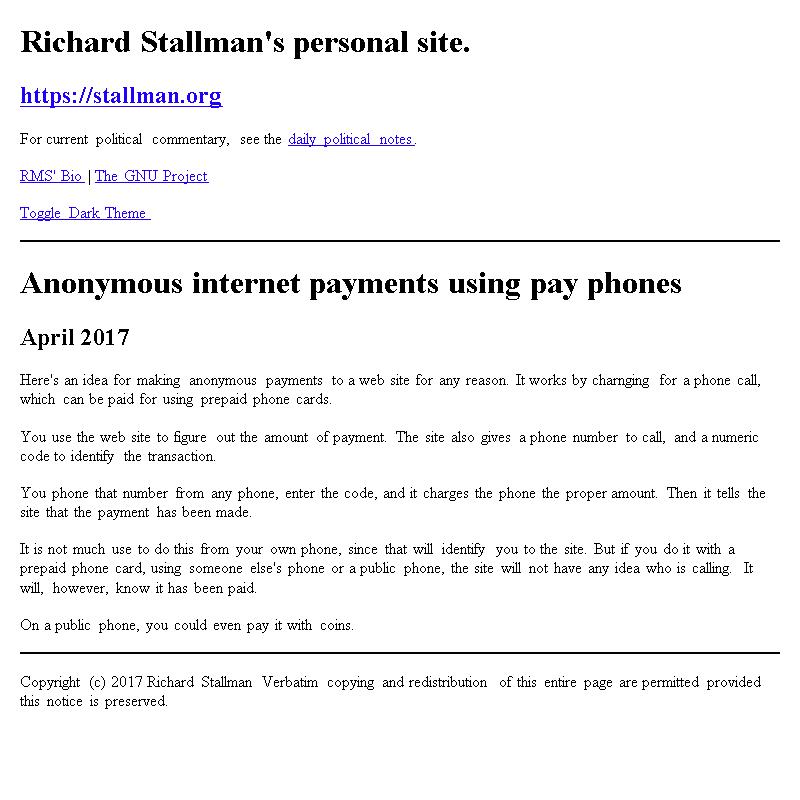 Richard Stallman's personal site.
https://stallman.org
For current political commentary, see the daily political notes.
RMS' Bio | The GNU Project
Toggle Dark Theme
Anonymous internet payments using pay phones
April 2017
Here's an idea for making anonymous payments to a web site for any reason. It works by charnging for a phone call,
which can be paid for using prepaid phone cards.
You use the web site to figure out the amount of payment. The site also gives a phone number to call, and a numeric
code to identify the transaction.
You phone that number from any phone, enter the code, and it charges the phone the proper amount. Then it tells the
site that the payment has been made.
It is not much use to do this from your own phone, since that will identify you to the site. But if you do it with a
prepaid phone card, using someone else's phone or a public phone, the site will not have any idea who is calling. It
will, however, know it has been paid.
On a public phone, you could even pay it with coins.
Copyright (c) 2017 Richard Stallman Verbatim copying and redistribution of this entire page are permitted provided
this notice is preserved.